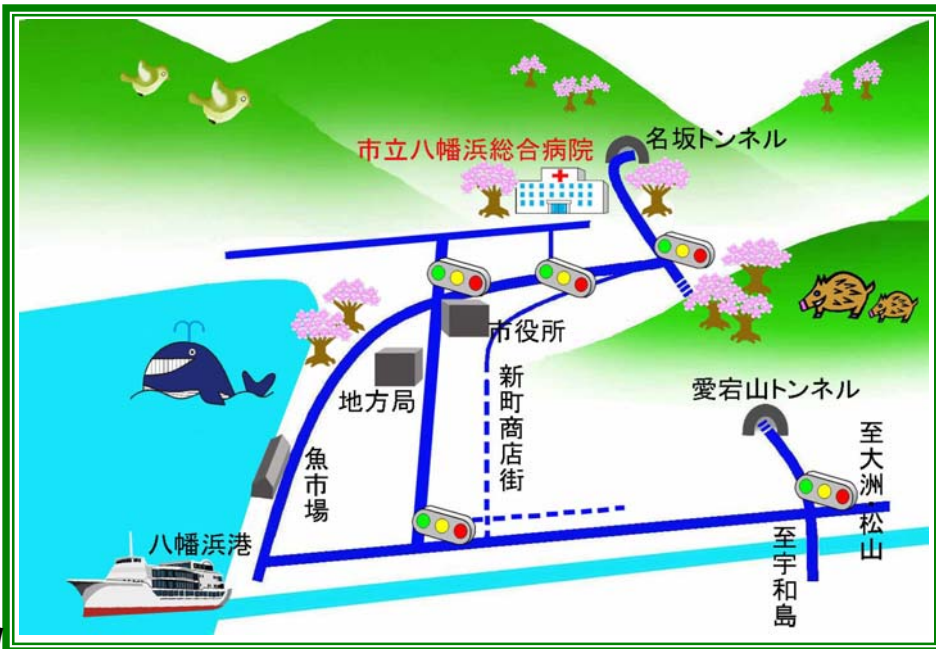 名坂トンネル
市立八幡浜総合病院
市役所
地方局
新町商店街
愛宕山トンネル
至大洲・松山
魚市場
八幡浜港
至宇和島